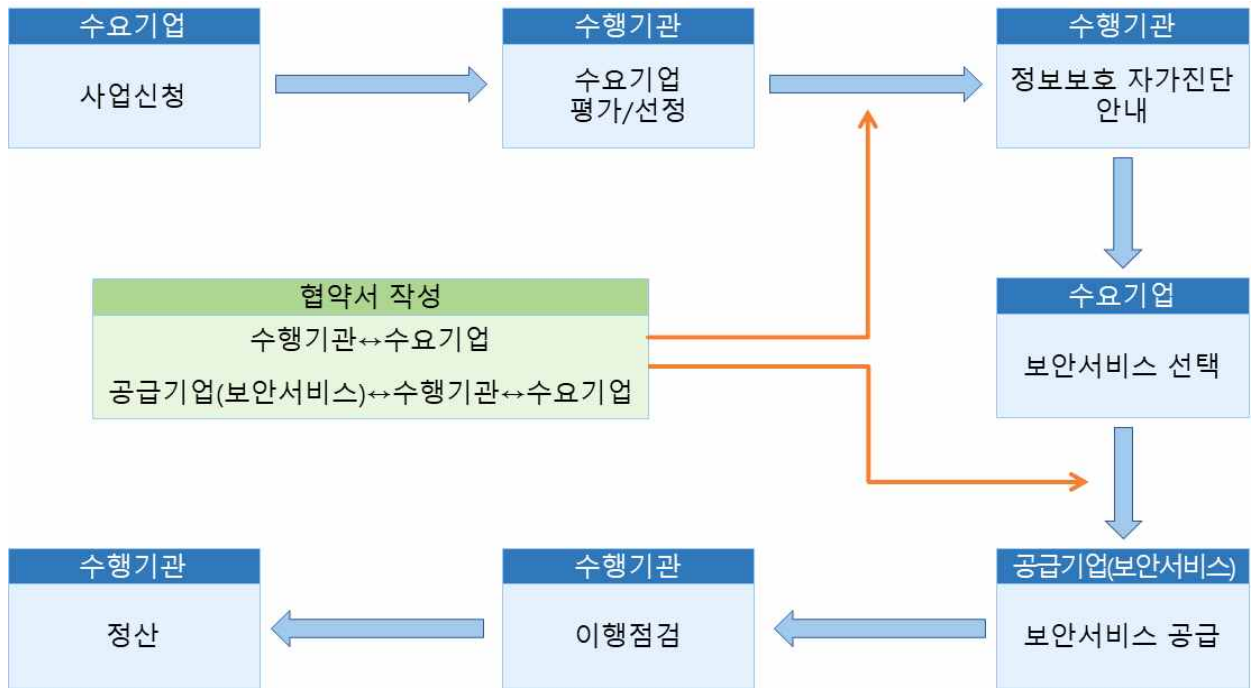 수요기업
사업신청
수행기관
수요기업
평가/선정
수행기관
정보보호 자가진단
안내
협약서 작성
수행기관↔수요기업
공급기업(보안서비스)↔수행기관↔수요기업
수요기업
보안서비스 선택
공급기업(보안서비스)
보안서비스 공급
수행기관
이행점검
수행기관
정산